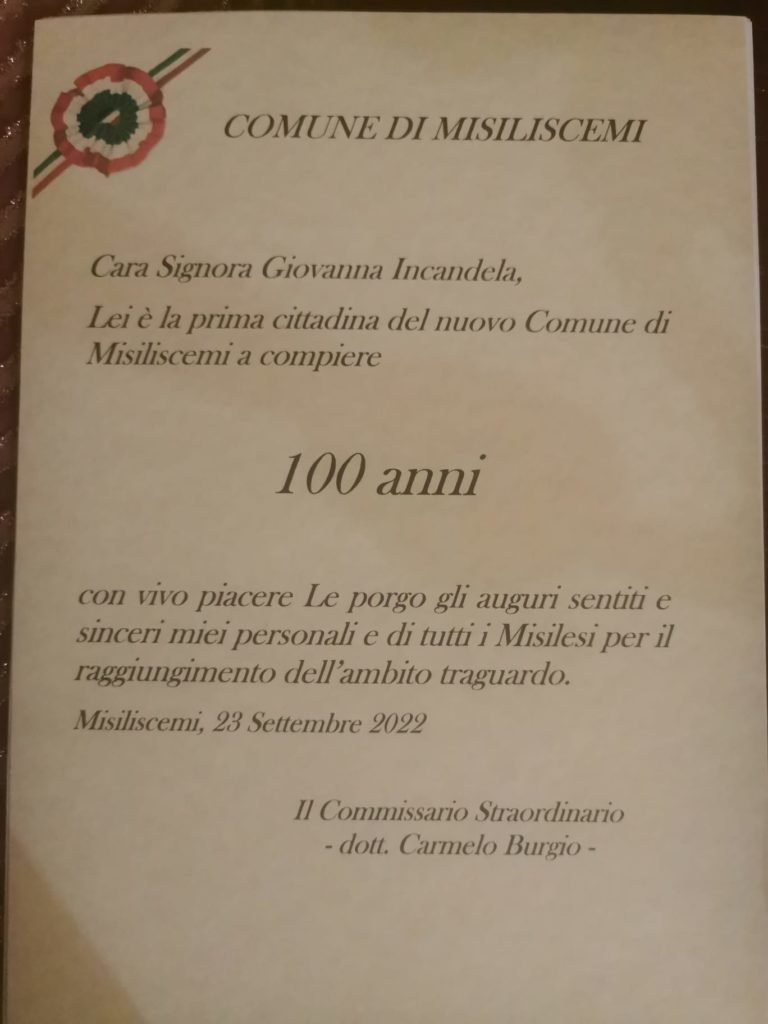 COMUNE DI MISILISCEMI
Cara Signora Giovanna Incandela,
Lei è la prima cittadina del nuovo Comune di
Misiliscemi a compiere
100 anni
con vivo piacere Le porgo gli auguri sentiti e
sinceri miei personali e di tutti i Misilesi per il
raggiungimento dell'ambito traguardo.
Misiliscemi, 23 Settembre 2022
Il Commissario Straordinario
- dott. Carmelo Burgio -